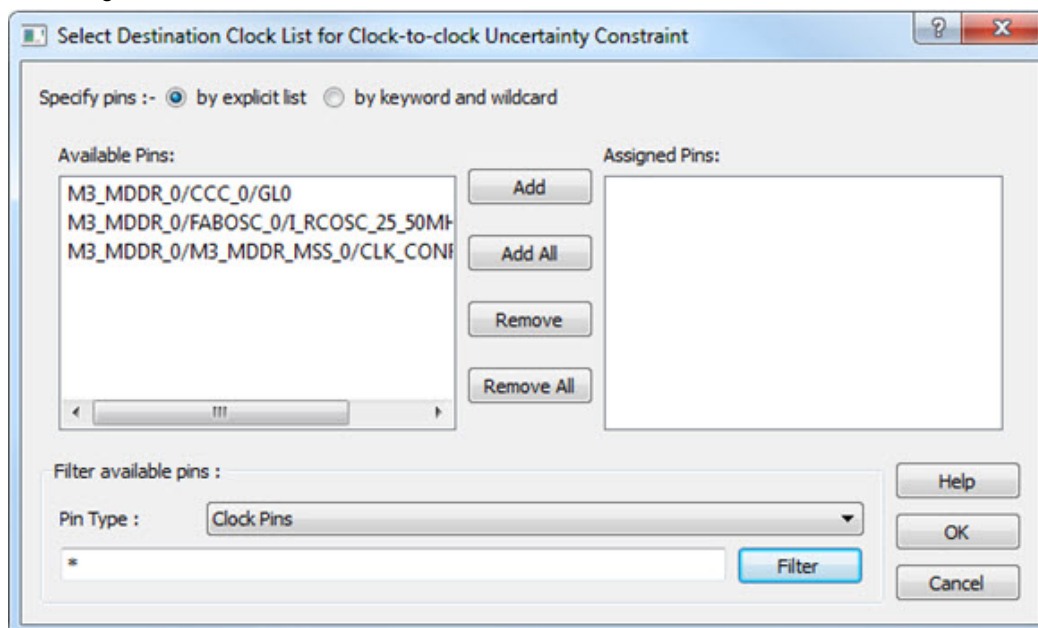 Select Destination Clock List for Clock-to-clock Uncertainty Constraint
Specify pins :- by explicit list by keyword and wildcard
Available Pins:
Assigned Pins:
M3_MDDR_0/CCC_0/GL0
M3_MDDR_0/FABOSC_0/I_RCOSC_25_50MH
M3_MDDR_0/M3_MDDR_MSS_0/CLK_CONF
Add
Add All
Remove
Remove All
Filter available pins :
Pin Type : Clock Pins
*
Filter
Help
OK
Cancel